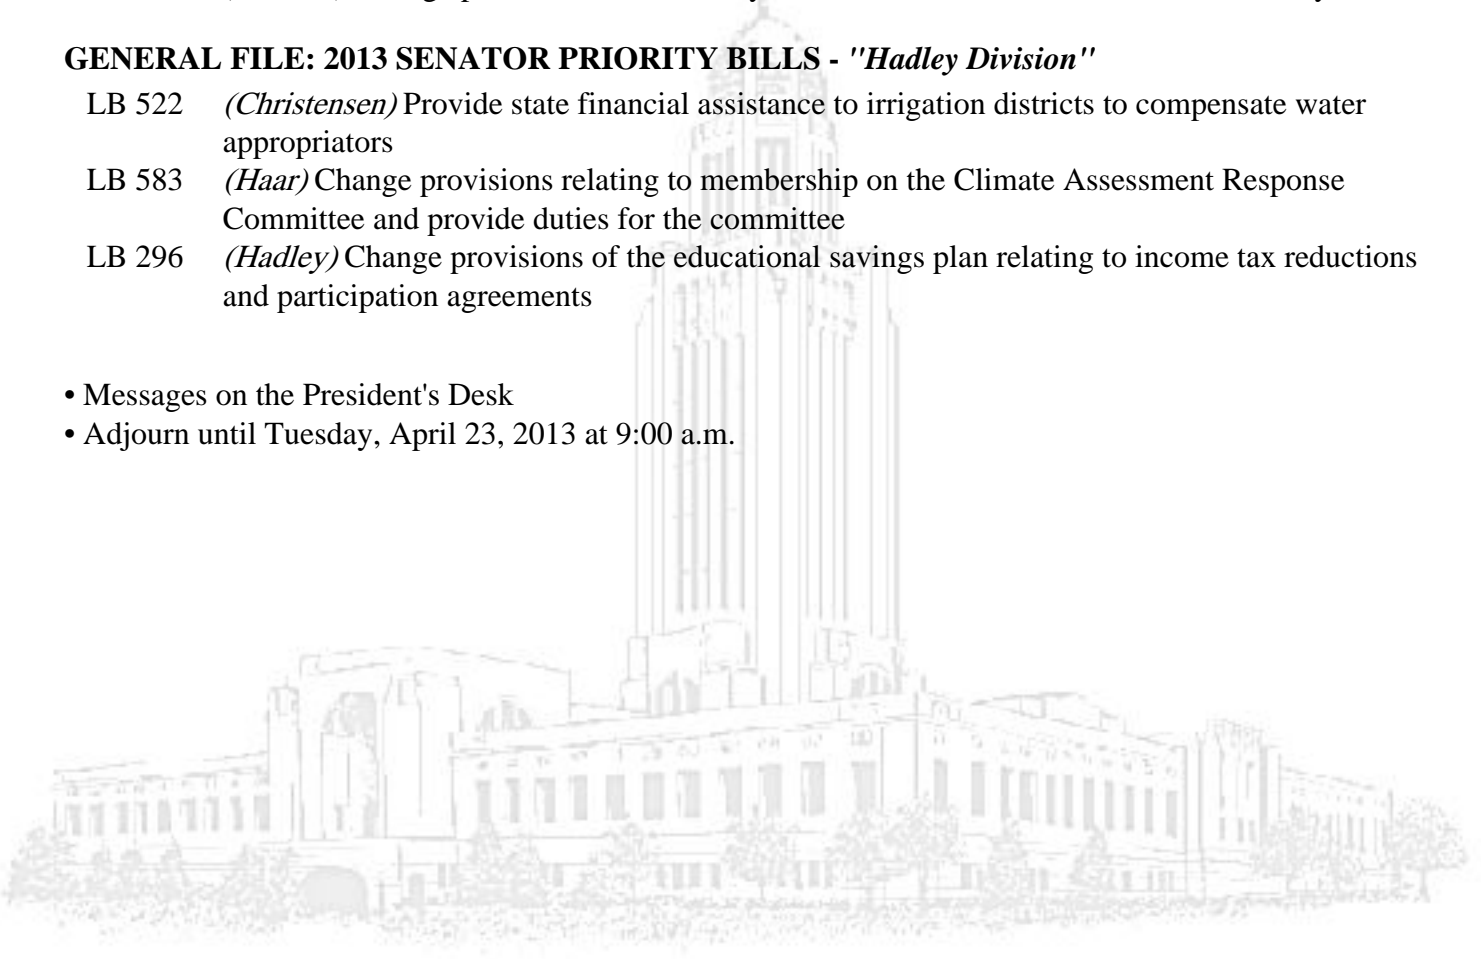 GENERAL FILE: 2013 SENATOR PRIORITY BILLS - "Hadley Division"
LB 522 (Christensen) Provide state financial assistance to irrigation districts to compensate water
appropriators
LB 583 (Haar) Change provisions relating to membership on the Climate Assessment Response
Committee and provide duties for the committee
LB 296 (Hadley) Change provisions of the educational savings plan relating to income tax reductions
and participation agreements
• Messages on the President's Desk
• Adjourn until Tuesday, April 23, 2013 at 9:00 a.m.